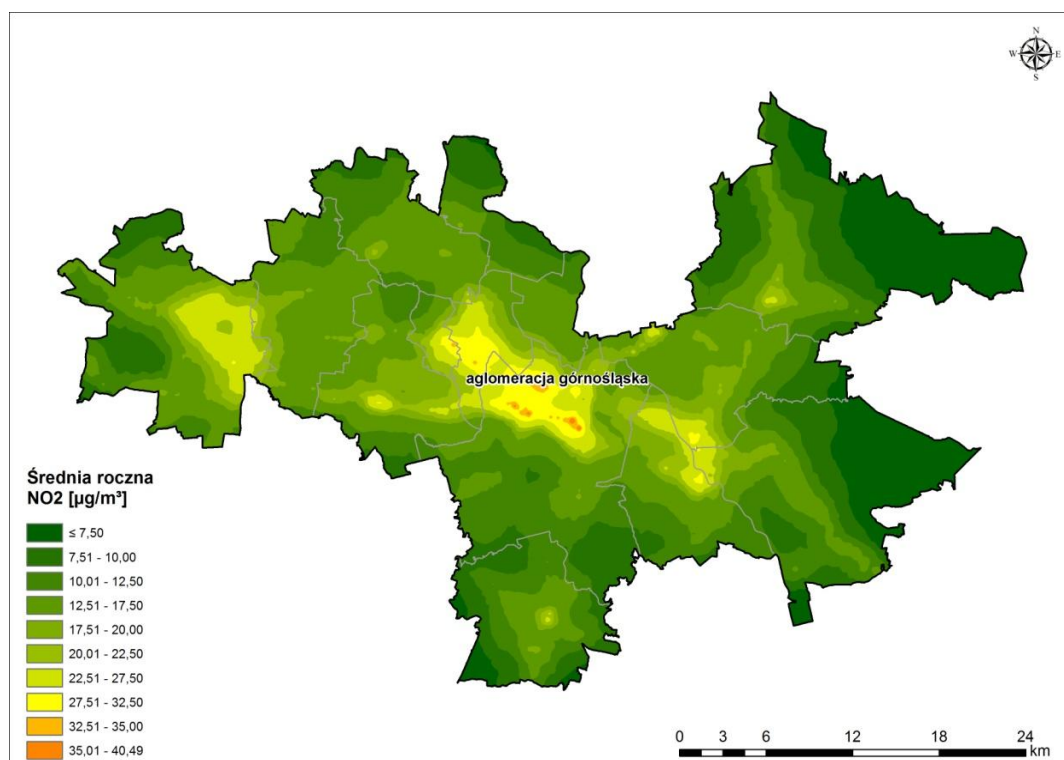 N
W E
S
aglomeracja górnośląska
Średnia roczna
NO2 [µg/m³]
≤ 7,50
7,51 - 10,00
10,01 - 12,50
12,51 - 17,50
17,51 - 20,00
20,01 - 22,50
22,51 - 27,50
27,51 - 32,50
32,51 - 35,00
35,01 - 40,49
0 3 6 12 18 24
km